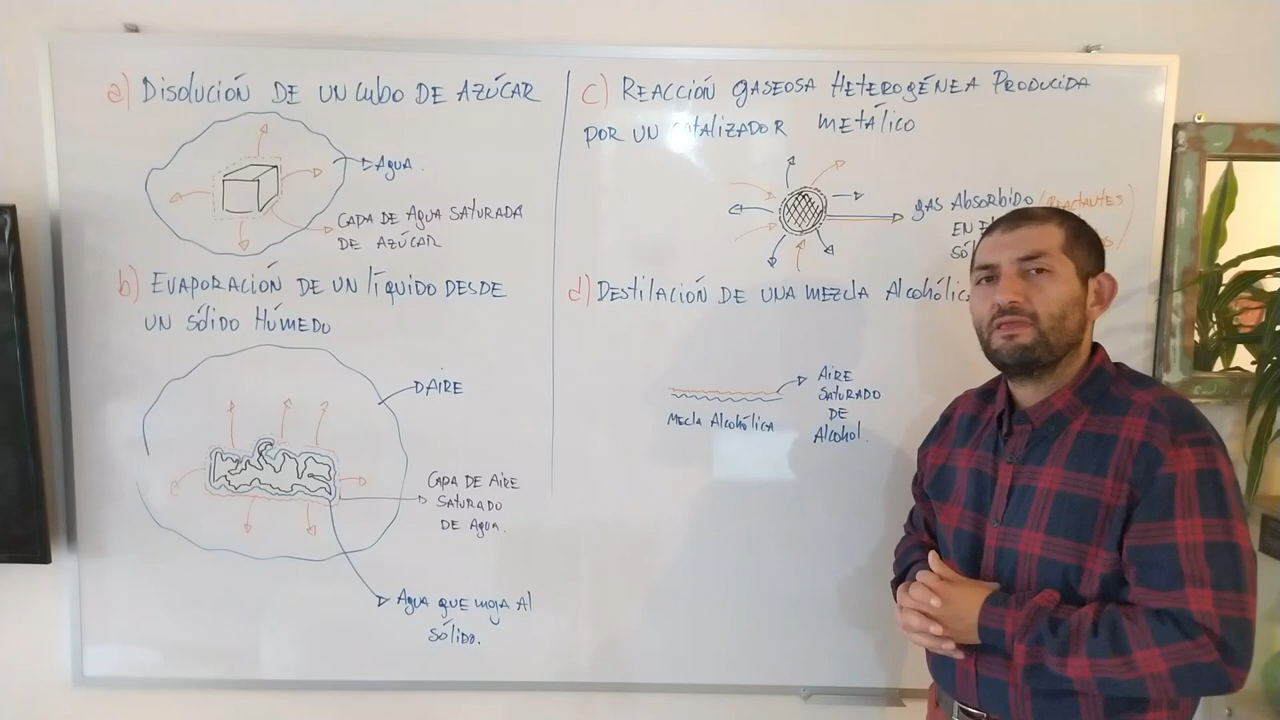 a) Disolución DE UN CUBO DE AZÚCAR
AGUA.
CAPA DE AGUA SATURADA
DE AZÚCAR
b) EVAPORACIÓN DE UN LÍQUIDO DESDE
UN SÓLIDO HÚMEDO
AIRE
CAPA DE AIRE
SATURADO
DE AGUA.
AGUA QUE MOJA Al
SÓLIDO.
c) REACCIÓN GASEOSA HETEROGÉNEA PRODUCIDA
POR UN METÁLICO
GAS Absorbido (REACTANTES
d) DESTILACIÓN DE UNA MEZCLA
AIRE
SATURADO
DE
Alcohol.
MECLA Alcohólica